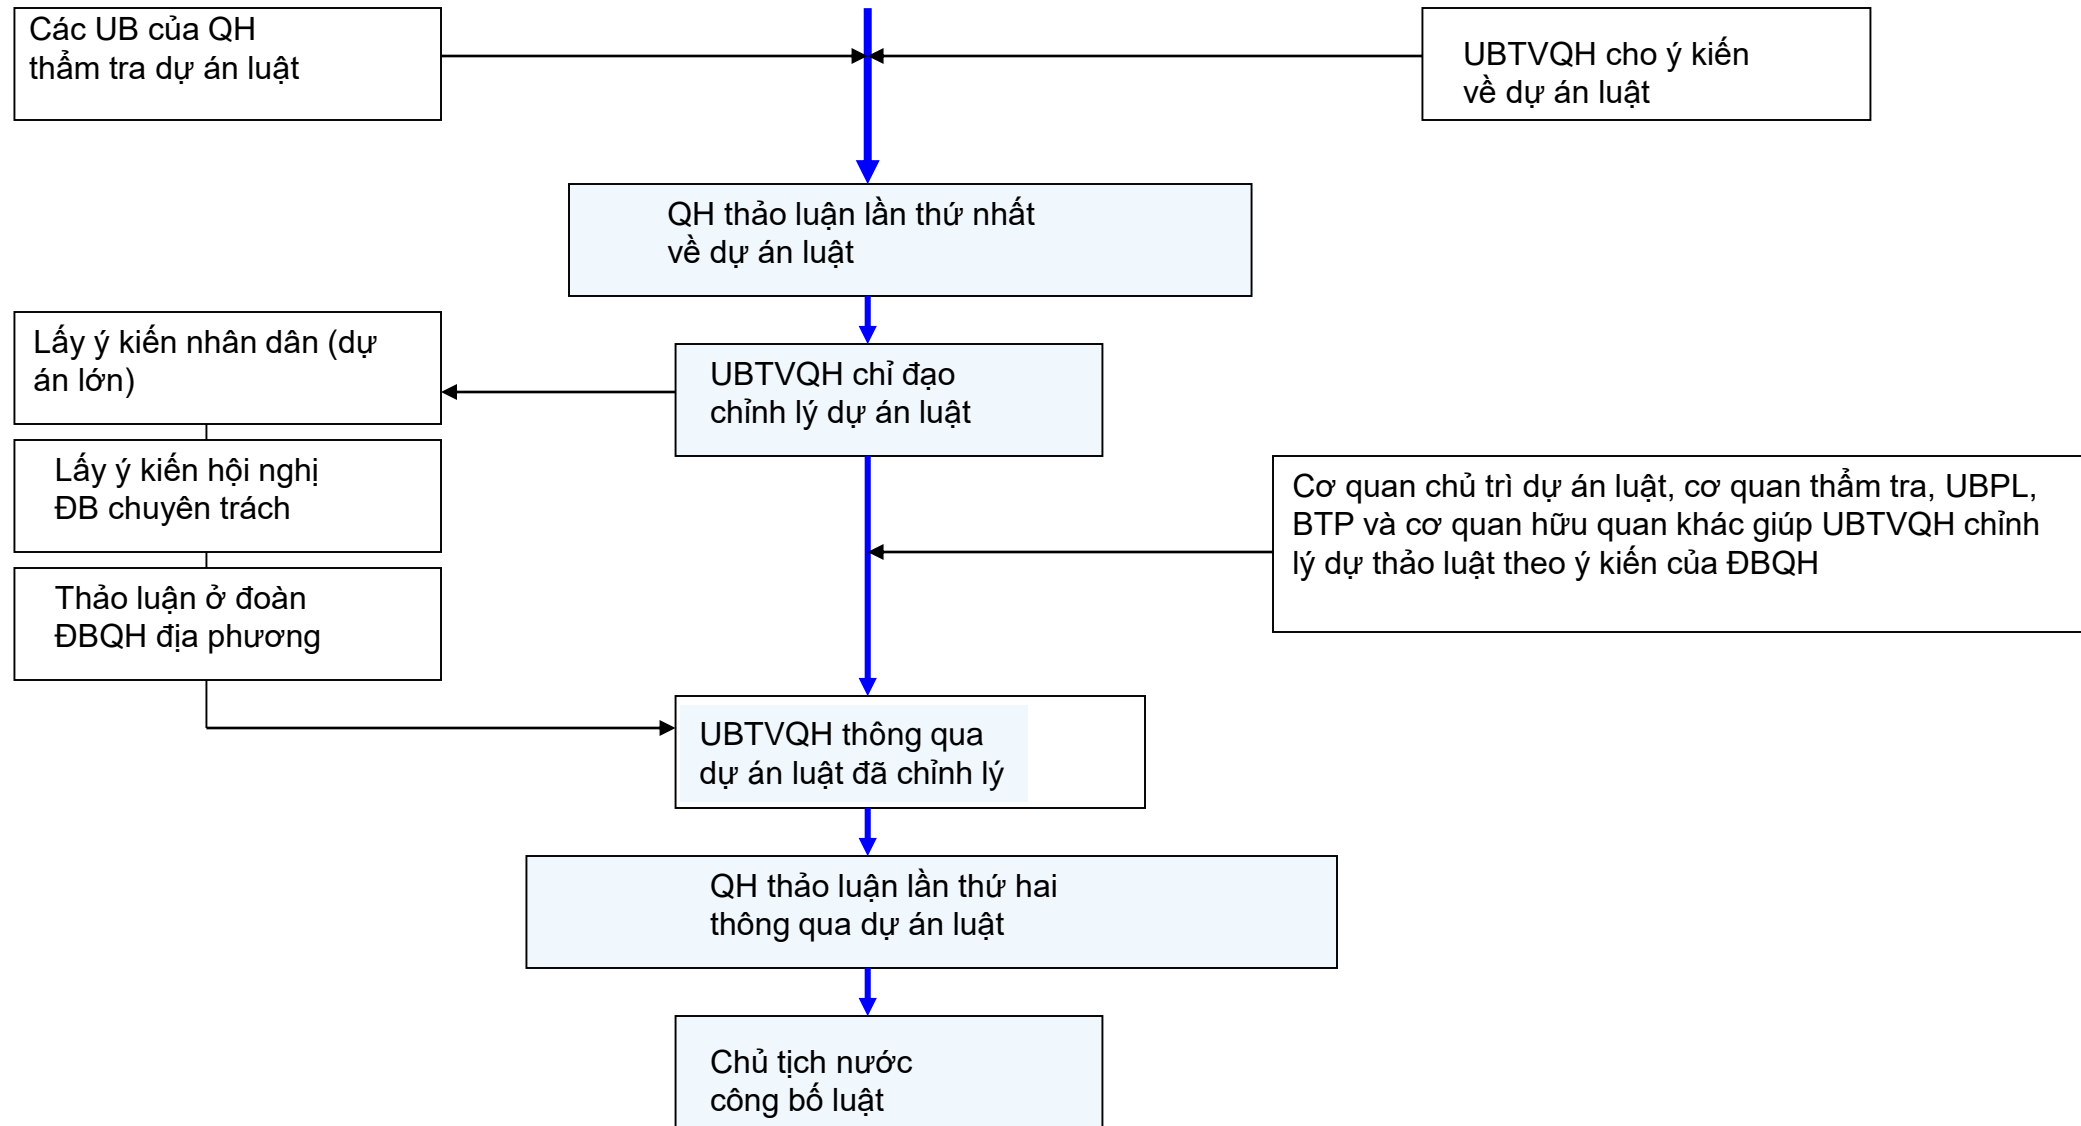 Các UB của QH
thẩm tra dự án luật
UBTVQH cho ý kiến
về dự án luật
QH thảo luận lần thứ nhất
về dự án luật
Lấy ý kiến nhân dân (dự
án lớn)
UBTVQH chỉ đạo
chỉnh lý dự án luật
Lấy ý kiến hội nghị
ĐB chuyên trách
Cơ quan chủ trì dự án luật, cơ quan thẩm tra, UBPL,
BTP và cơ quan hữu quan khác giúp UBTVQH chỉnh
lý dự thảo luật theo ý kiến của ĐBQH
Thảo luận ở đoàn
ĐBQH địa phương
UBTVQH thông qua
dự án luật đã chỉnh lý
QH thảo luận lần thứ hai
thông qua dự án luật
Chủ tịch nước
công bố luật